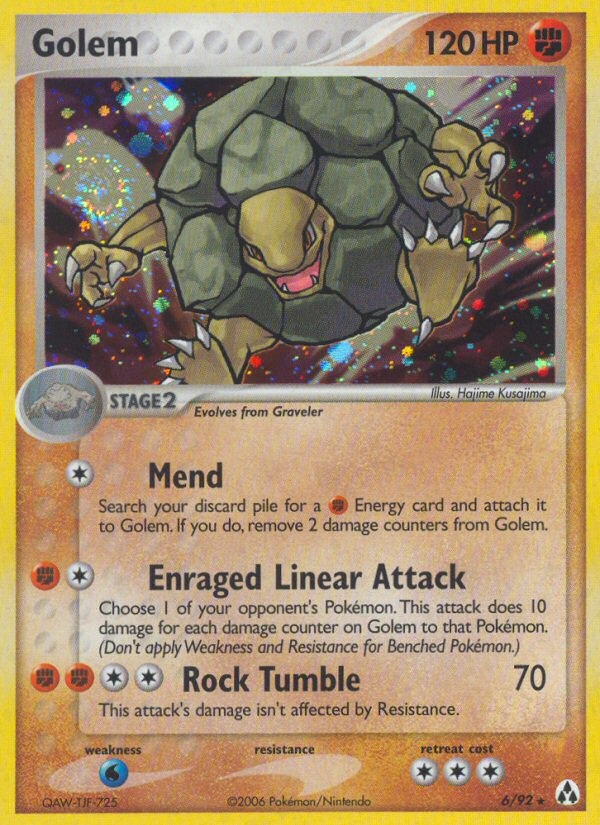 Golem 120 HP
Illus. Hajime Kusajima
STAGE2
Evolves from Graveler
Mend
Search your discard pile for a Energy card and attach it
to Golem. If you do, remove 2 damage counters from Golem.
Enraged Linear Attack
Choose 1 of your opponent's Pokémon. This attack does 10
damage for each damage counter on Golem to that Pokémon.
(Don't apply Weakness and Resistance for Benched Pokémon.)
Rock Tumble 70
This attack's damage isn't affected by Resistance.
weakness resistance retreat cost
QAW-TJF-725 ©2006 Pokémon/Nintendo 6/92 ★